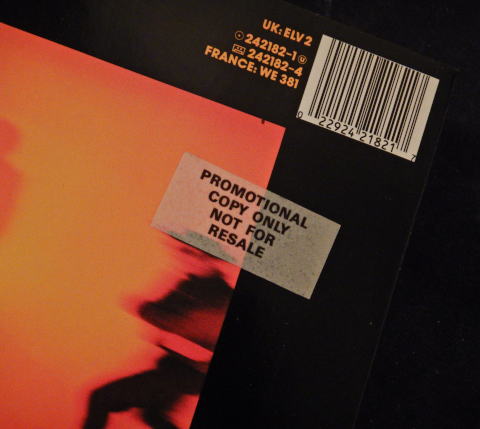 UK: ELV 2
242182-1 U
242182-4
FRANCE: WE 381
0 22924 21821 7
PROMOTIONAL
COPY ONLY
NOT FOR
RESALE